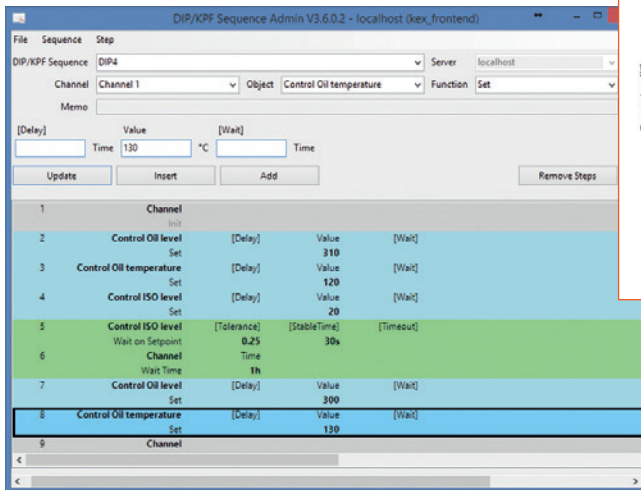 DIP/KPF Sequence Admin V3.6.0.2 - localhost (kex_frontend)
File Sequence Step
DIP/KPF Sequence DIP4 Server localhost
Channel Channel 1 Object Control Oil temperature Function Set
Memo
[Delay] Value [Wait]
Time 130 °C Time
Update Insert Add Remove Steps
1 Channel
Init
2 Control Oil level [Delay] Value [Wait]
Set 310
3 Control Oil temperature [Delay] Value [Wait]
Set 120
4 Control ISO level [Delay] Value [Wait]
Set 20
5 Control ISO level [Tolerance] [StableTime] [Timeout]
Wait on Setpoint 0.25 30s
6 Channel Time
Wait Time 1h
7 Control Oil level [Delay] Value [Wait]
Set 300
8 Control Oil temperature [Delay] Value [Wait]
Set 130
9 Channel